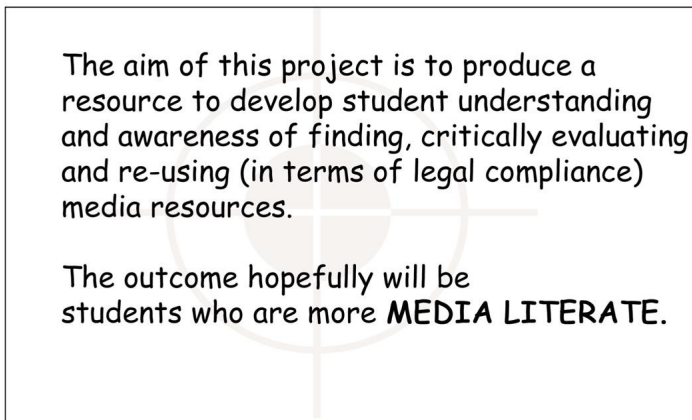 The aim of this project is to produce a
resource to develop student understanding
and awareness of finding, critically evaluating
and re-using (in terms of legal compliance)
media resources.
The outcome hopefully will be
students who are more MEDIA LITERATE.